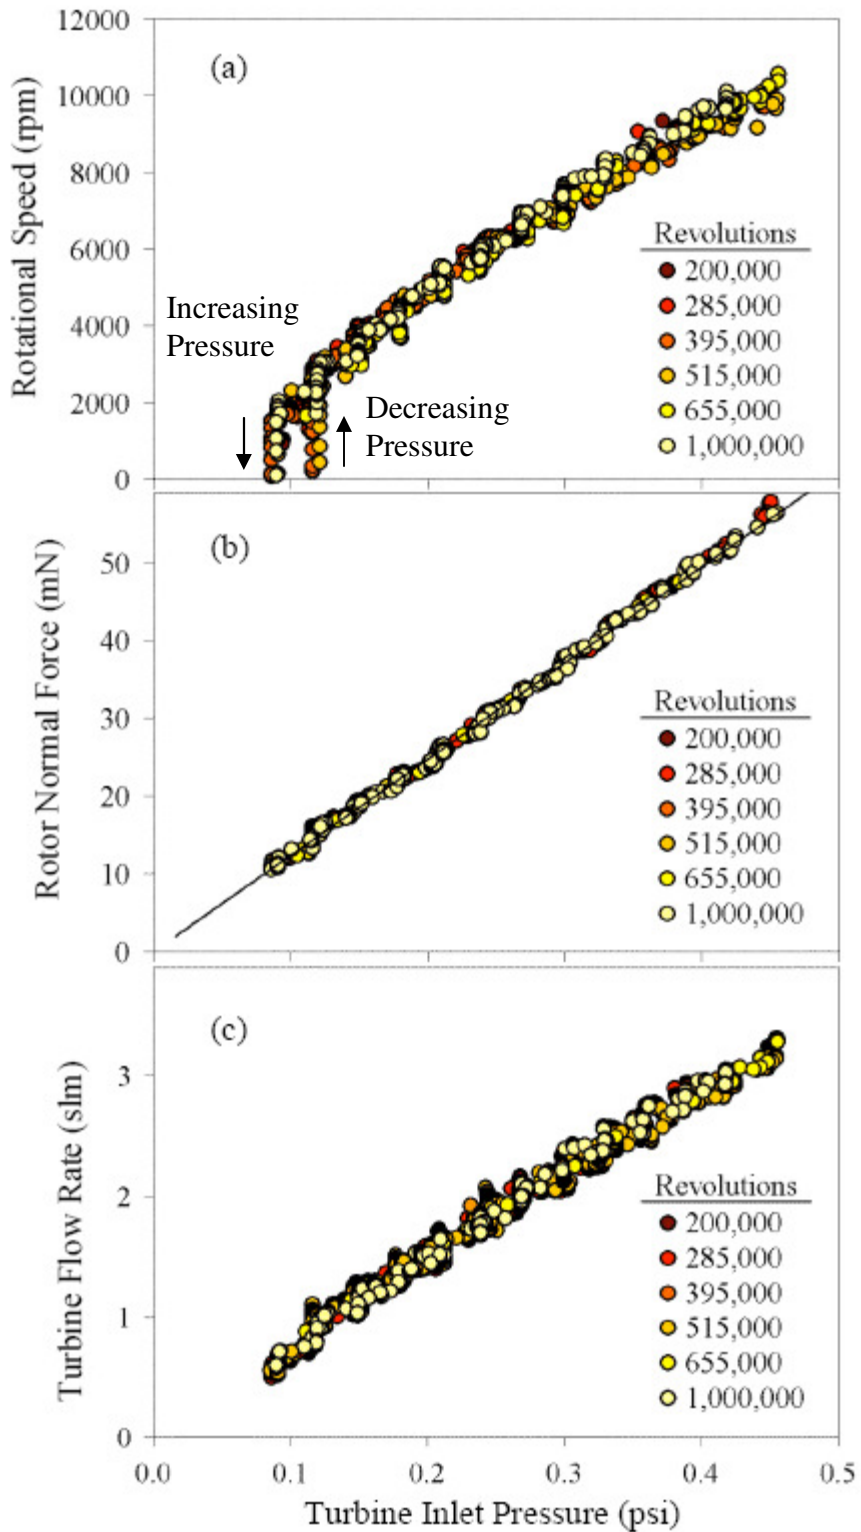 (a)
Rotational Speed (rpm)
12000
10000
8000
6000
4000
2000
0
Increasing
Pressure
Decreasing
Pressure
Revolutions
200,000
285,000
395,000
515,000
655,000
1,000,000
(b)
Rotor Normal Force (mN)
50
40
30
20
10
0
Revolutions
200,000
285,000
395,000
515,000
655,000
1,000,000
(c)
Turbine Flow Rate (slm)
3
2
1
0
Revolutions
200,000
285,000
395,000
515,000
655,000
1,000,000
0.0 0.1 0.2 0.3 0.4 0.5
Turbine Inlet Pressure (psi)